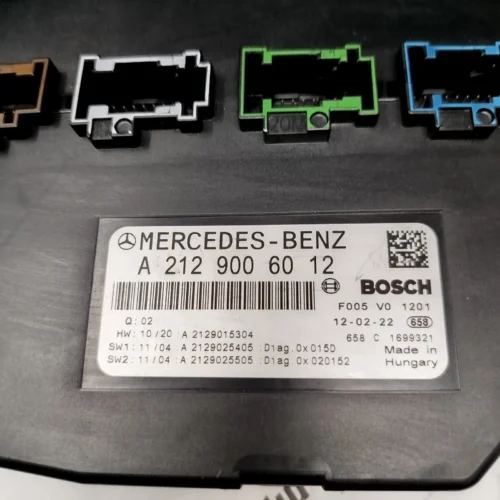 MERCEDES-BENZ
A 212 900 60 12
BOSCH
Q: 02
F005 V0 1201
HW: 10/20: A 2129015304
12-02-22 658
SW1: 11/04 A 2129025405 :Diag.0x015D
658 C 1699321
SW2: 11/04: A 2129025505 :Diag.0x020152
Made in
Hungary